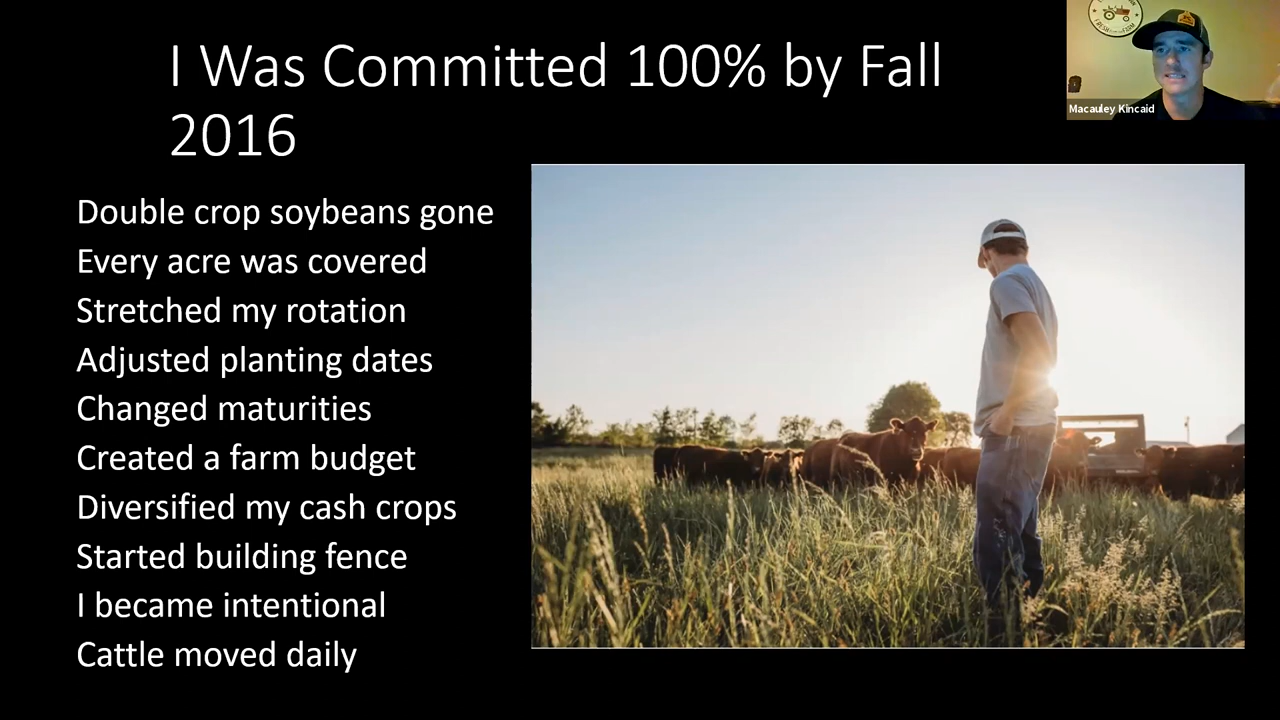 I Was Committed 100% by Fall
2016
Macauley Kincaid
Double crop soybeans gone
Every acre was covered
Stretched my rotation
Adjusted planting dates
Changed maturities
Created a farm budget
Diversified my cash crops
Started building fence
I became intentional
Cattle moved daily